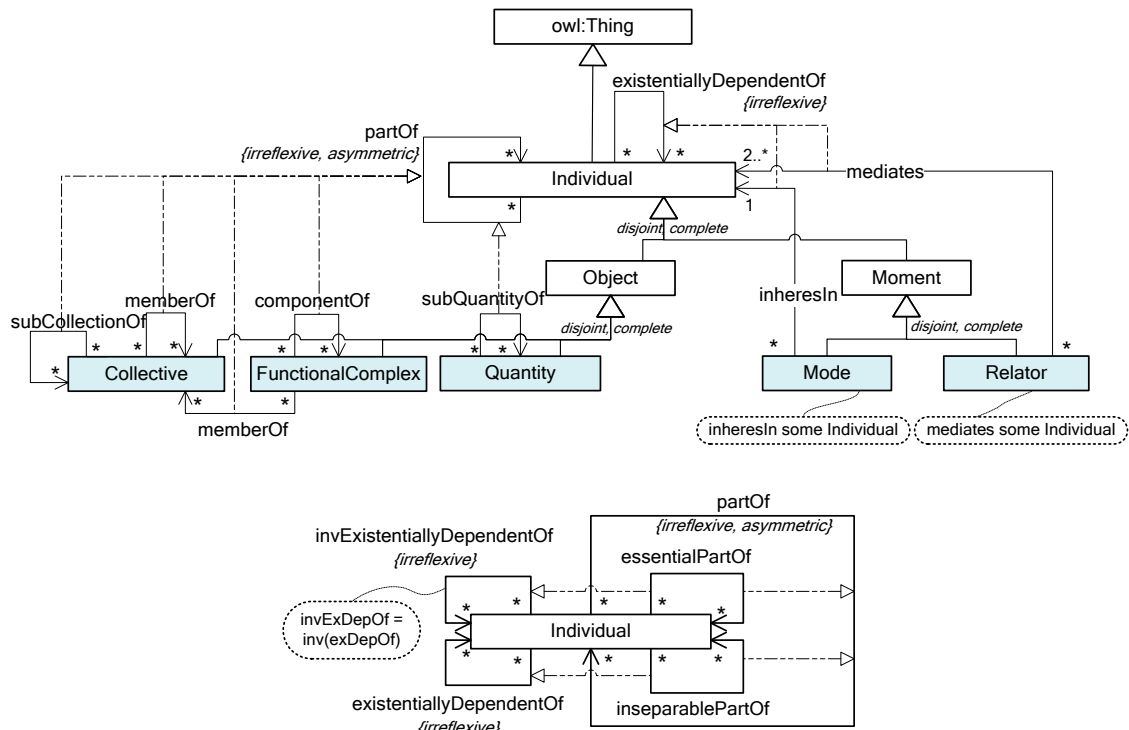 owl:Thing
existentiallyDependentOf
{irreflexive}
partOf
{irreflexive, asymmetric}
* * * 2..*
mediates
Individual
* 1
disjoint, complete
Object
Moment
memberOf componentOf subQuantityOf inheresIn
subCollectionOf
disjoint, complete disjoint, complete
* * * * * * * * *
* Collective FunctionalComplex Quantity Mode Relator
* *
memberOf
inheresIn some Individual mediates some Individual
partOf
{irreflexive, asymmetric}
invExistentiallyDependentOf
{irreflexive}
essentialPartOf
* * * * *
invExDepOf =
inv(exDepOf)
Individual
* * * * *
existentiallyDependentOf
{irreflexive}
inseparablePartOf